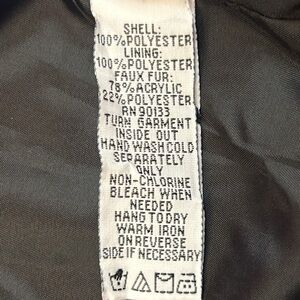 SHELL:
100%POLYESTER
LINING:
100%POLYESTER
FAUX FUR:
78%ACRYLIC
22%POLYESTER
RN 90133
TURN GARMENT
INSIDE OUT
HAND WASH COLD
SEPARATELY
ONLY
NON-CHLORINE
BLEACH WHEN
NEEDED
HANG TO DRY
WARM IRON
ON REVERSE
SIDE IF NECESSARY